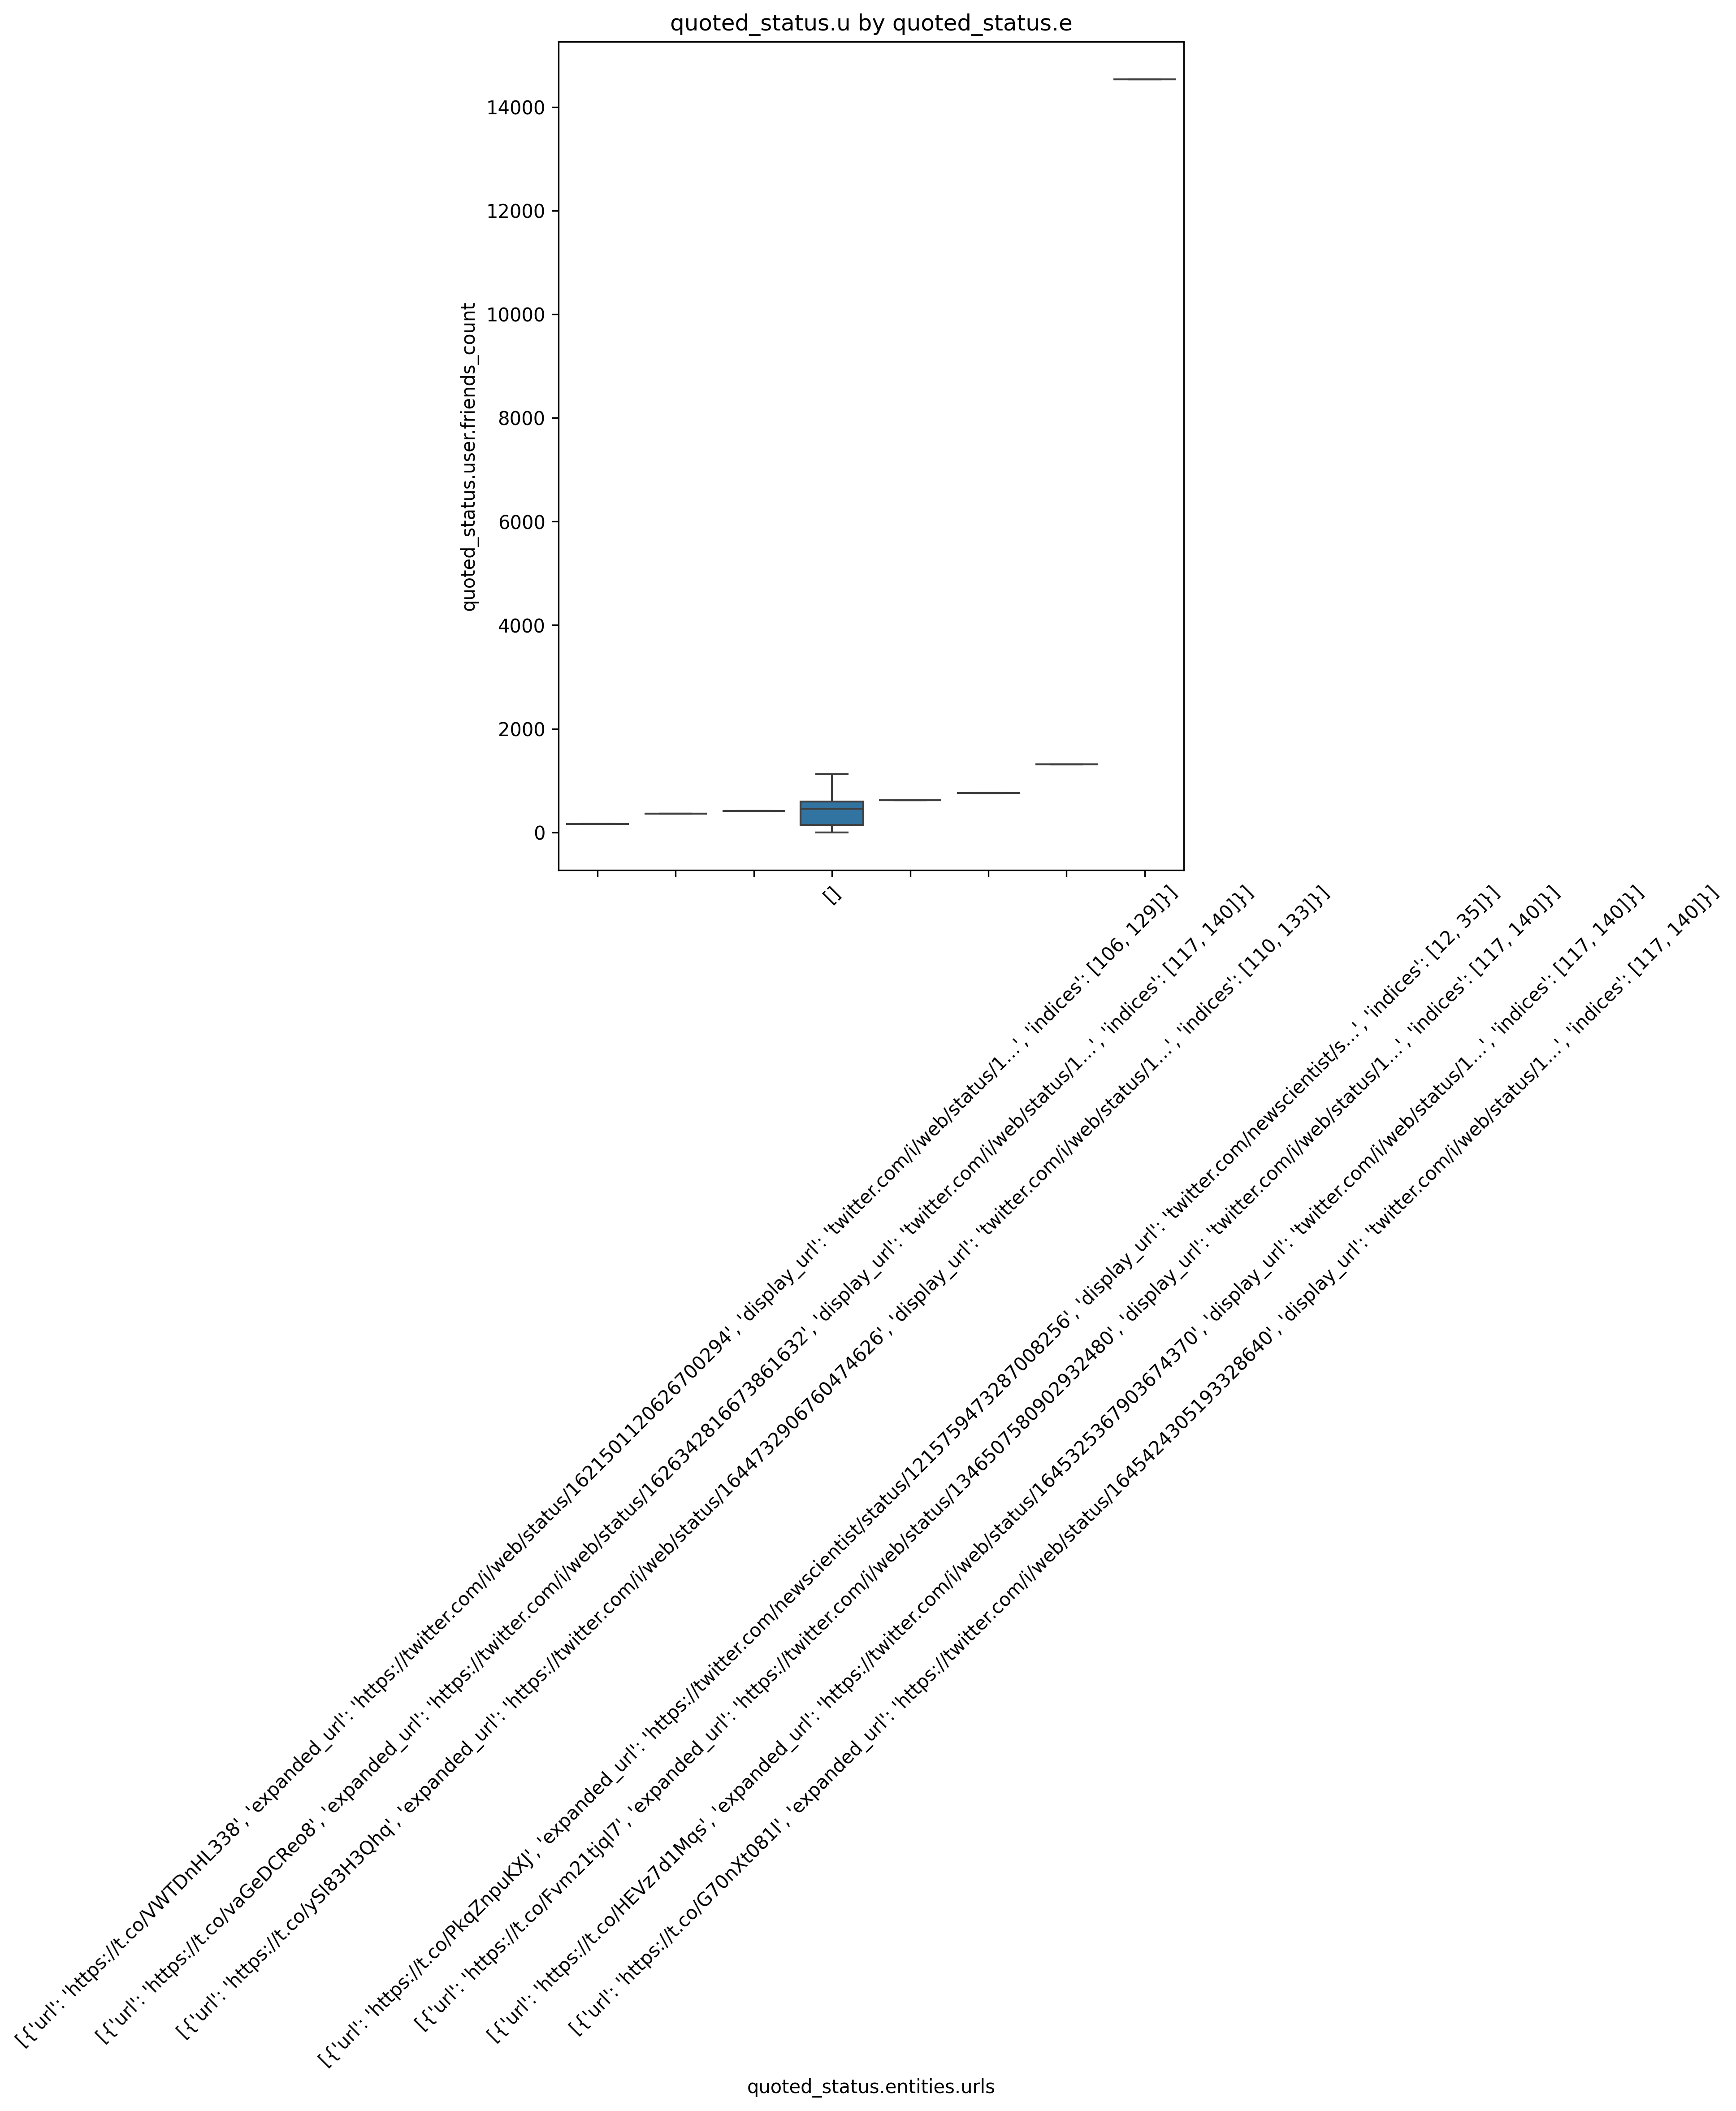 quoted_status.u by quoted_status.e
14000
12000
10000
8000
6000
4000
2000
0
quoted_status.user.friends_count
[{'url': 'https://t.co/VWTDnHL338', 'expanded_url': 'https://twitter.com/i/web/status/1621501120626700294', 'display_url': 'twitter.com/i/web/status/1…', 'indices': [106, 129]}]
[{'url': 'https://t.co/vaGeDCReo8', 'expanded_url': 'https://twitter.com/i/web/status/1626342816673861632', 'display_url': 'twitter.com/i/web/status/1…', 'indices': [117, 140]}]
[{'url': 'https://t.co/ySl83H3Qhq', 'expanded_url': 'https://twitter.com/i/web/status/1644732906760474626', 'display_url': 'twitter.com/i/web/status/1…', 'indices': [110, 133]}]
[]
[{'url': 'https://t.co/PkqZnpuKXJ', 'expanded_url': 'https://twitter.com/newscientist/status/1215759473287008256', 'display_url': 'twitter.com/newscientist/s…', 'indices': [12, 35]}]
[{'url': 'https://t.co/Fvm21tjql7', 'expanded_url': 'https://twitter.com/i/web/status/1346507580902932480', 'display_url': 'twitter.com/i/web/status/1…', 'indices': [117, 140]}]
[{'url': 'https://t.co/HEVz7d1Mqs', 'expanded_url': 'https://twitter.com/i/web/status/1645325367903674370', 'display_url': 'twitter.com/i/web/status/1…', 'indices': [117, 140]}]
[{'url': 'https://t.co/G70nXt081l', 'expanded_url': 'https://twitter.com/i/web/status/1645424305193328640', 'display_url': 'twitter.com/i/web/status/1…', 'indices': [117, 140]}]
quoted_status.entities.urls